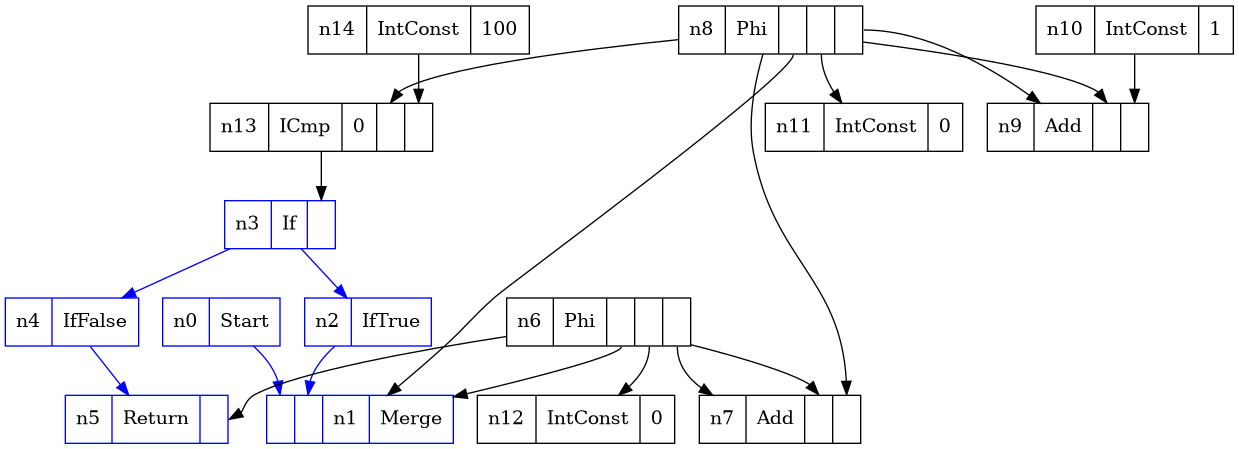 n14 IntConst 100
n8 Phi
n10 IntConst 1
n13 ICmp 0
n11 IntConst 0
n9 Add
n3 If
n4 IfFalse
n0 Start
n2 IfTrue
n6 Phi
n5 Return
n1 Merge
n12 IntConst 0
n7 Add